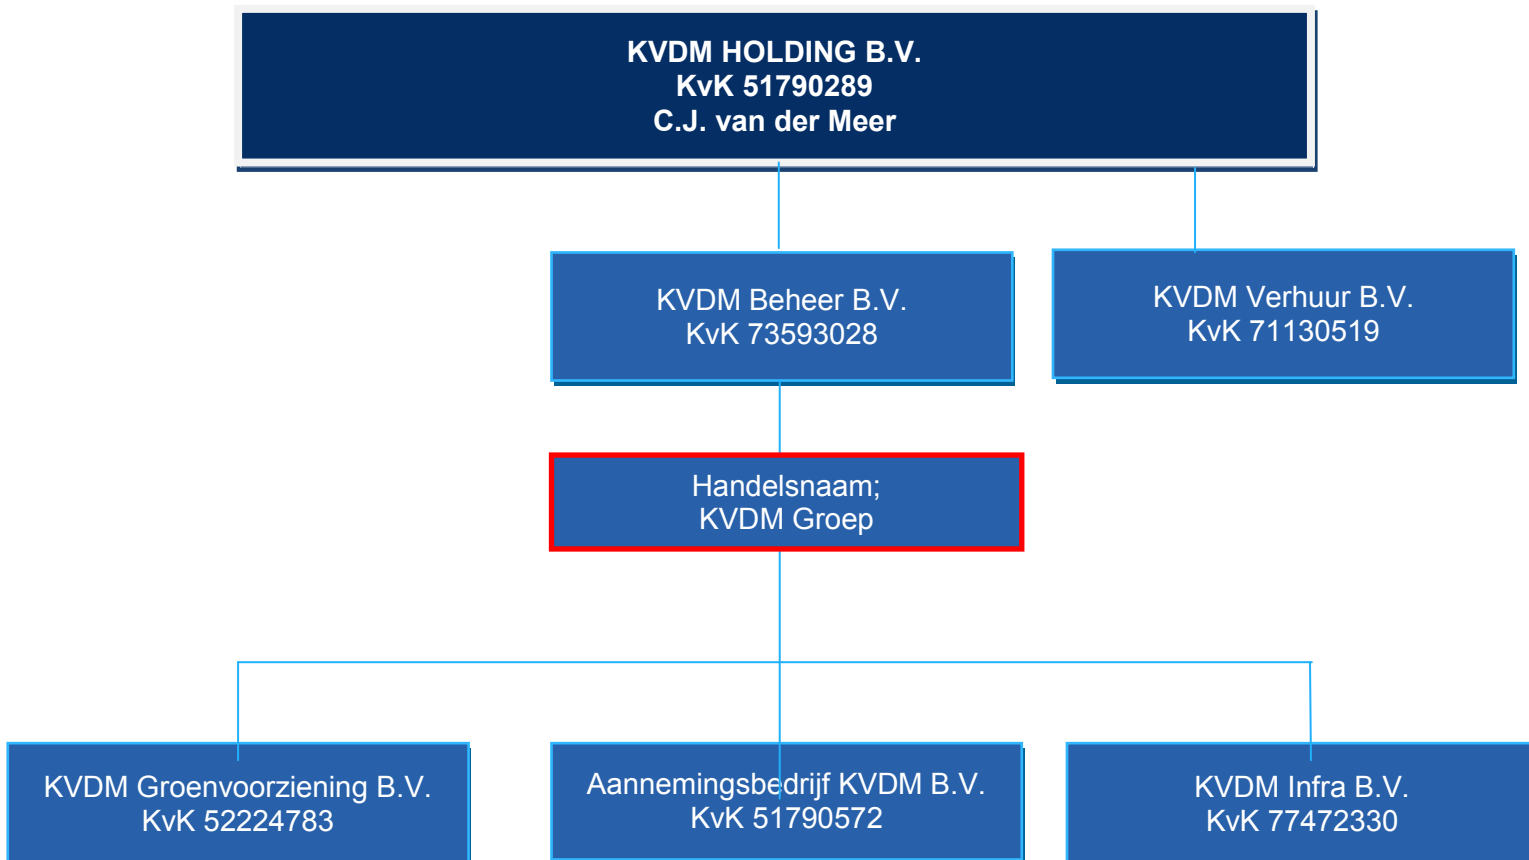 KVDM HOLDING B.V.
KvK 51790289
C.J. van der Meer
KVDM Beheer B.V.
KvK 73593028
KVDM Verhuur B.V.
KvK 71130519
Handelsnaam;
KVDM Groep
KVDM Groenvoorziening B.V.
KvK 52224783
Aannemingsbedrijf KVDM B.V.
KvK 51790572
KVDM Infra B.V.
KvK 77472330